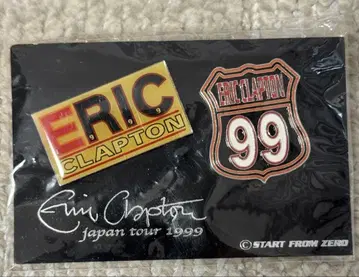 ERIC
CLAPTON
ERIC CLAPTON
99
Eric Clapton
japan tour 1999
© START FROM ZERO